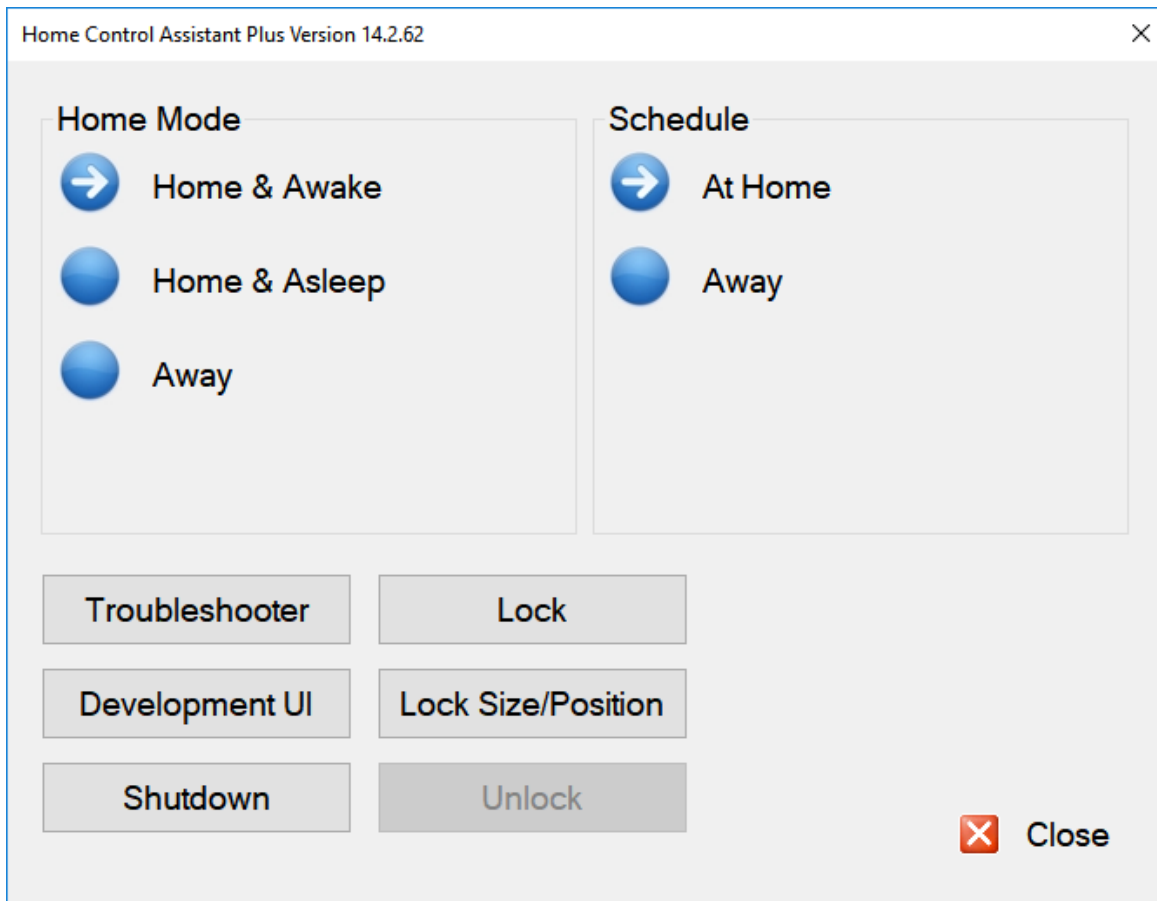 Home Control Assistant Plus Version 14.2.62
Home Mode
Home & Awake
Home & Asleep
Away
Schedule
At Home
Away
Troubleshooter
Lock
Development UI
Lock Size/Position
Shutdown
Unlock
Close